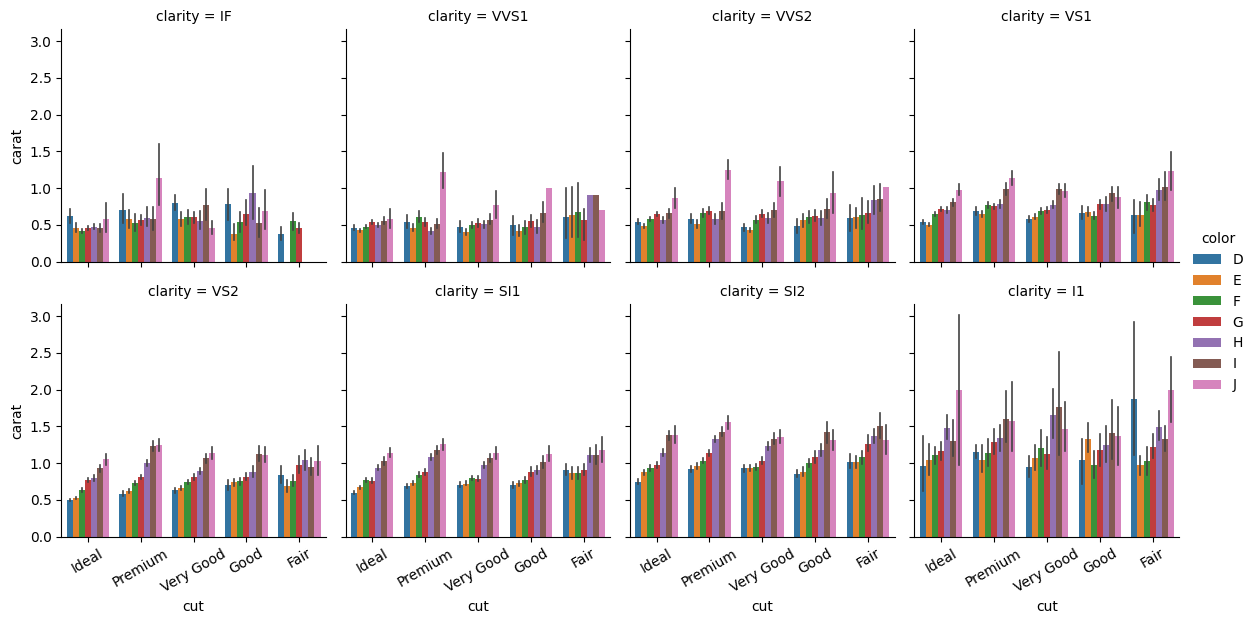 clarity = IF
clarity = VVS1
clarity = VVS2
clarity = VS1
3.0
2.5
2.0
1.5
1.0
0.5
0.0
carat
clarity = VS2
clarity = SI1
clarity = SI2
clarity = I1
3.0
2.5
2.0
1.5
1.0
0.5
0.0
carat
Ideal
Premium
Very Good
Good
Fair
cut
Ideal
Premium
Very Good
Good
Fair
cut
Ideal
Premium
Very Good
Good
Fair
cut
Ideal
Premium
Very Good
Good
Fair
cut
color
D
E
F
G
H
I
J